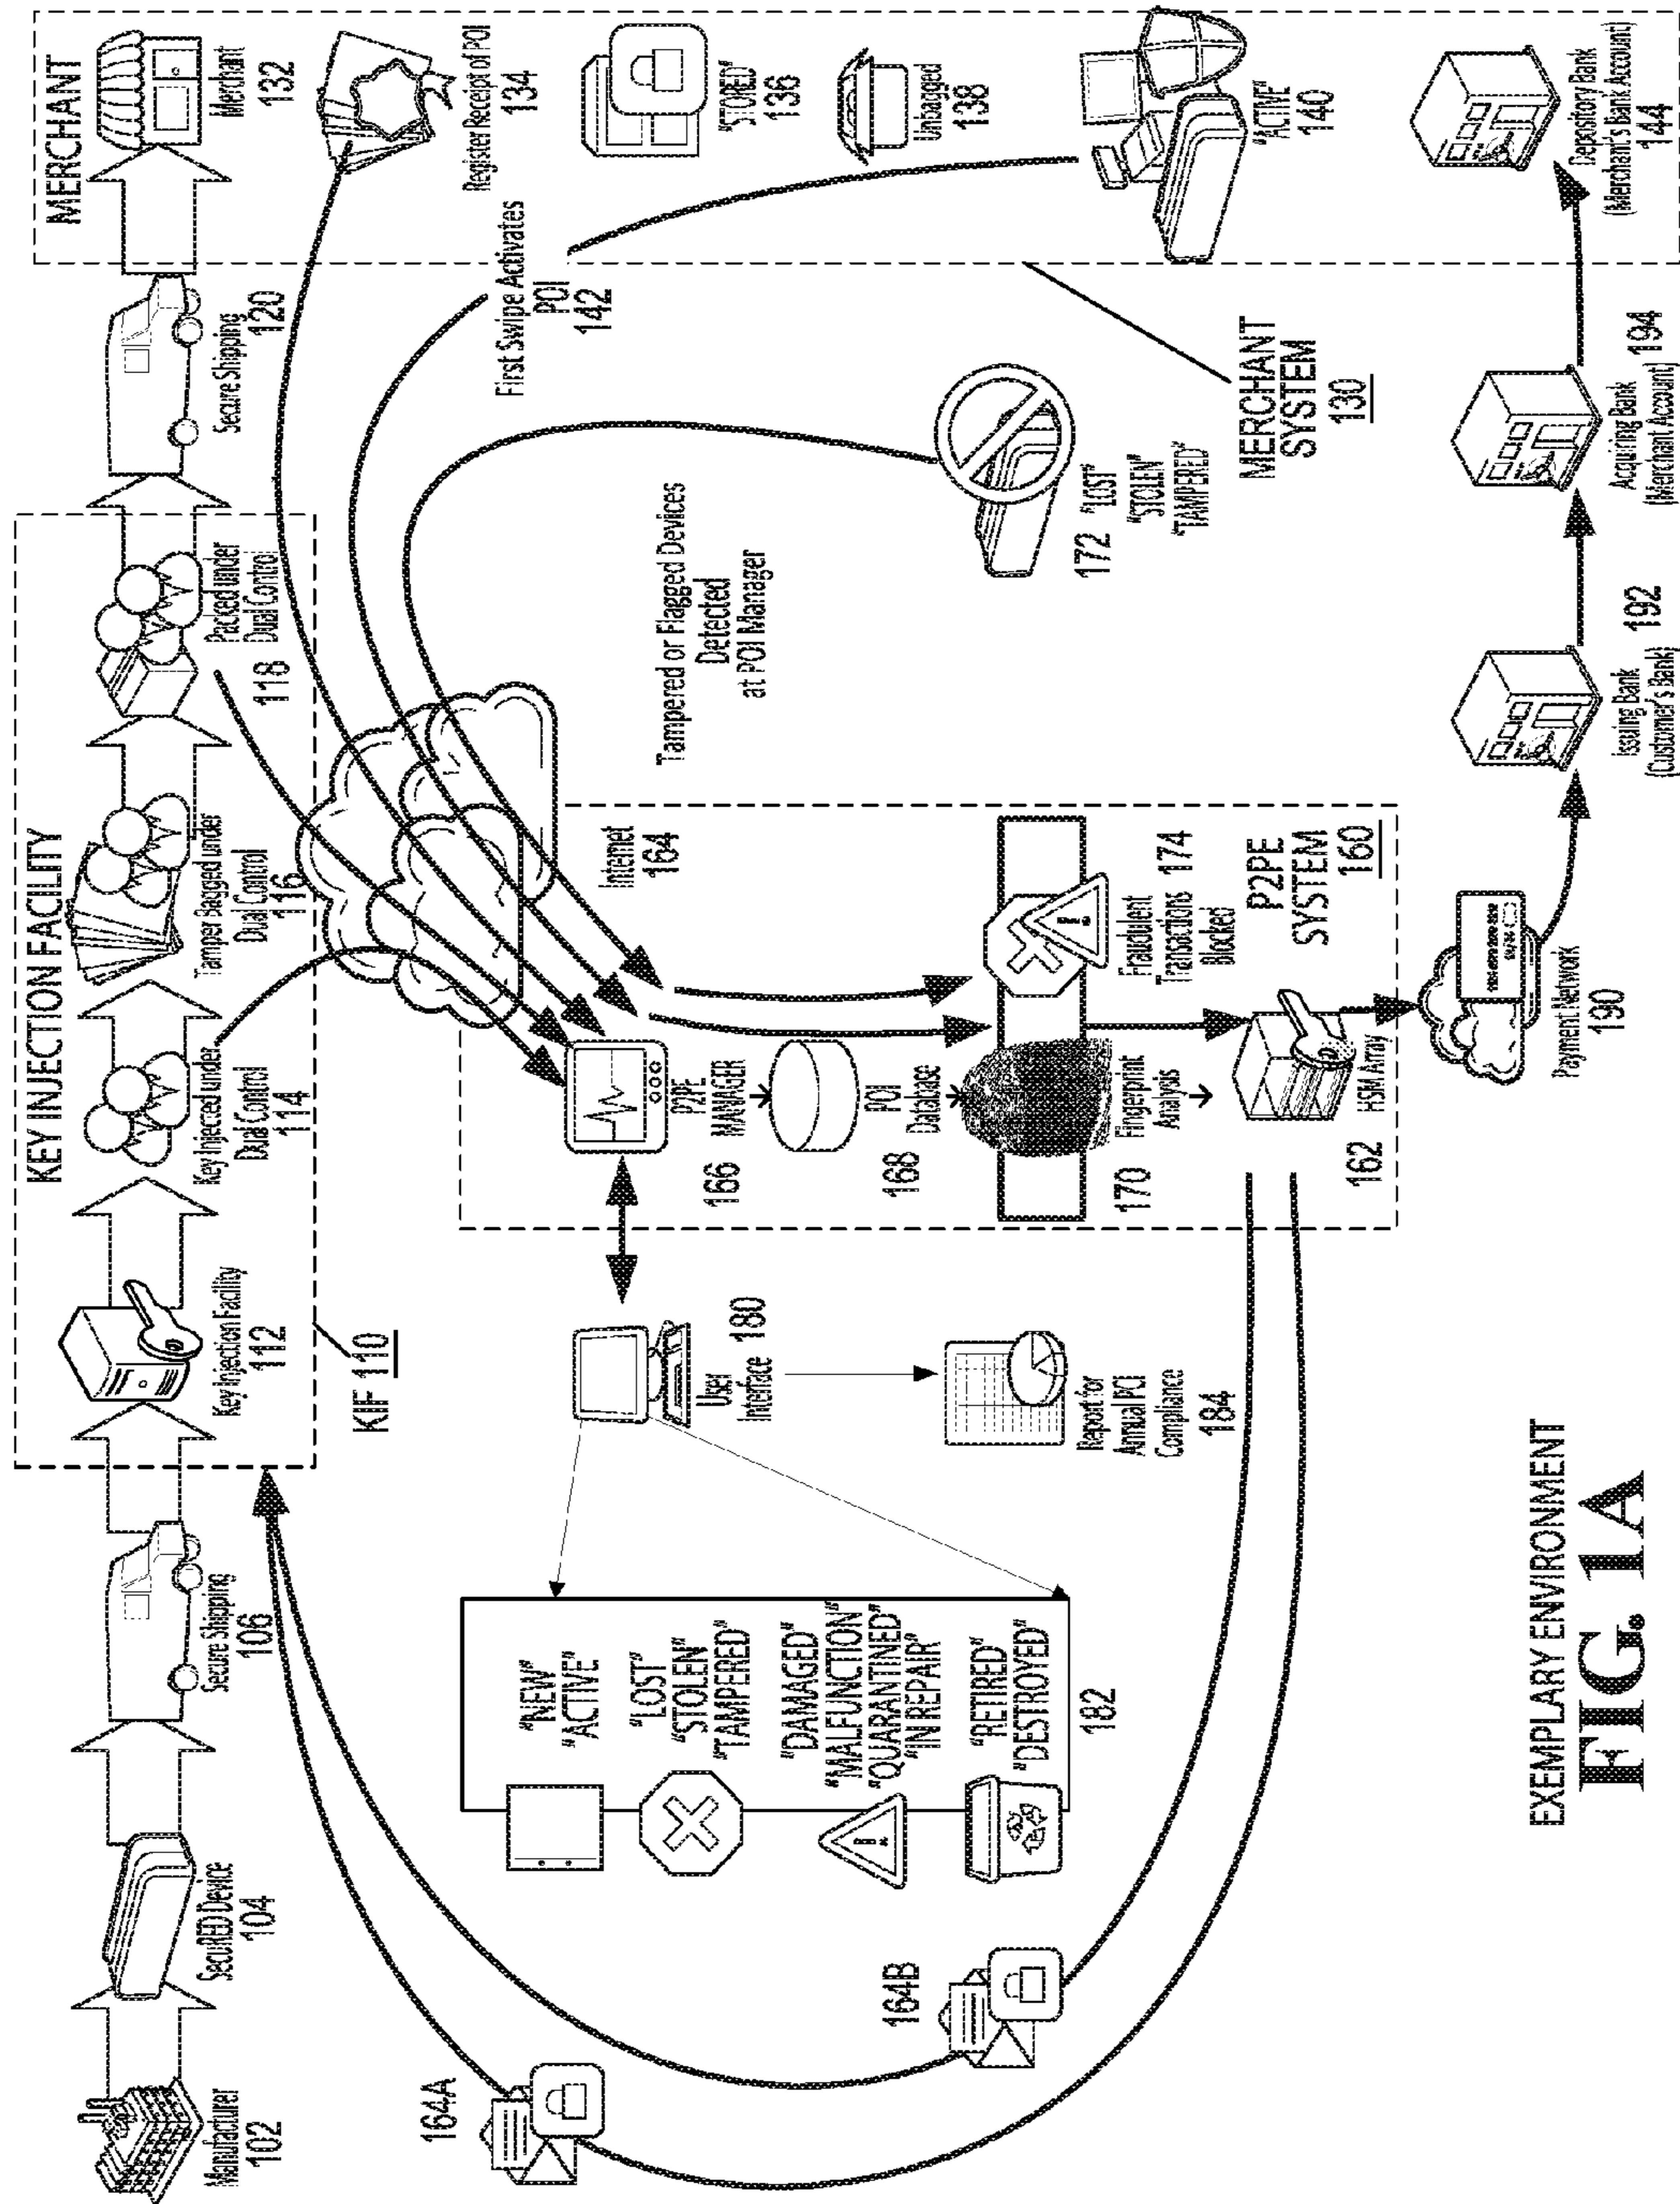 Manufacturer
102
SecuRED Device
104
Secure Shipping
106
KEY INJECTION FACILITY
Key Injection Facility
112
Key Injected under
Dual Control
114
Tamper Bagged under
Dual Control
116
Packed under
Dual Control
118
KIF 110
Secure Shipping
120
MERCHANT
Merchant
132
Register Receipt of POI
134
"STORED"
136
Unbagged
138
"ACTIVE"
140
First Swipe Activates
POI
142
Depository Bank
(Merchant's Bank Account)
144
164A
164B
"NEW"
"ACTIVE"
"LOST"
"STOLEN"
"TAMPERED"
"DAMAGED"
"MALFUNCTION"
"QUARANTINED"
"IN REPAIR"
"RETIRED"
"DESTROYED"
182
User
Interface
180
Report for
Annual PCI
Compliance
184
P2PE
MANAGER
166
POI
Database
168
Fingerprint
Analysis
170
HSM Array
162
Internet
164
Fraudulent
Transactions 174
Blocked
P2PE
SYSTEM
160
Tampered or Flagged Devices
Detected
at POI Manager
172 "LOST"
"STOLEN"
"TAMPERED"
MERCHANT
SYSTEM
130
Payment Network
190
Issuing Bank
(Customer's Bank)
192
Acquiring Bank
(Merchant Account)
194
EXEMPLARY ENVIRONMENT
FIG. 1A